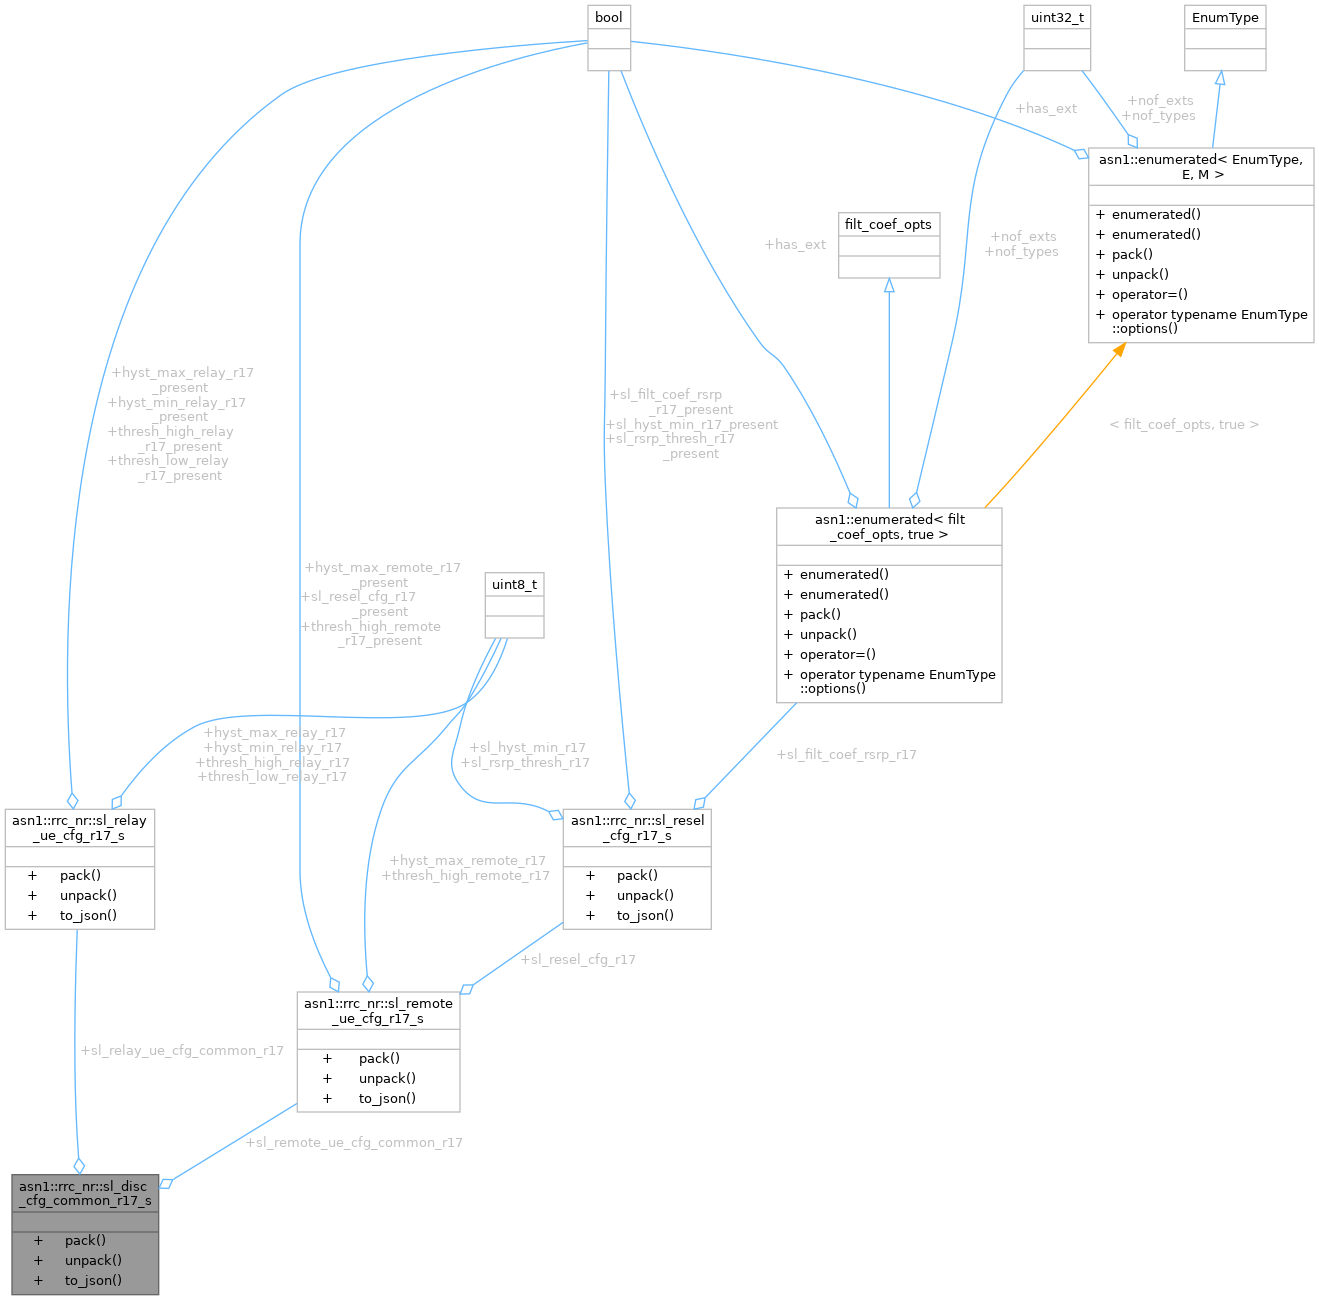 bool
uint32_t
EnumType
+has_ext
+nof_exts
+nof_types
asn1::enumerated< EnumType,
E, M >
+ enumerated()
+ enumerated()
+ pack()
+ unpack()
+ operator=()
+ operator typename EnumType
::options()
filt_coef_opts
+has_ext
+nof_exts
+nof_types
+hyst_max_relay_r17
_present
+hyst_min_relay_r17
_present
+thresh_high_relay
_r17_present
+thresh_low_relay
_r17_present
+sl_filt_coef_rsrp
_r17_present
+sl_hyst_min_r17_present
+sl_rsrp_thresh_r17
_present
< filt_coef_opts, true >
asn1::enumerated< filt
_coef_opts, true >
+ enumerated()
+ enumerated()
+ pack()
+ unpack()
+ operator=()
+ operator typename EnumType
::options()
+hyst_max_remote_r17
_present
+sl_resel_cfg_r17
_present
+thresh_high_remote
_r17_present
uint8_t
+hyst_max_relay_r17
+hyst_min_relay_r17
+thresh_high_relay_r17
+thresh_low_relay_r17
+sl_hyst_min_r17
+sl_rsrp_thresh_r17
+sl_filt_coef_rsrp_r17
asn1::rrc_nr::sl_relay
_ue_cfg_r17_s
+ pack()
+ unpack()
+ to_json()
asn1::rrc_nr::sl_resel
_cfg_r17_s
+ pack()
+ unpack()
+ to_json()
+hyst_max_remote_r17
+thresh_high_remote_r17
+sl_resel_cfg_r17
asn1::rrc_nr::sl_remote
_ue_cfg_r17_s
+ pack()
+ unpack()
+ to_json()
+sl_relay_ue_cfg_common_r17
+sl_remote_ue_cfg_common_r17
asn1::rrc_nr::sl_disc
_cfg_common_r17_s
+ pack()
+ unpack()
+ to_json()